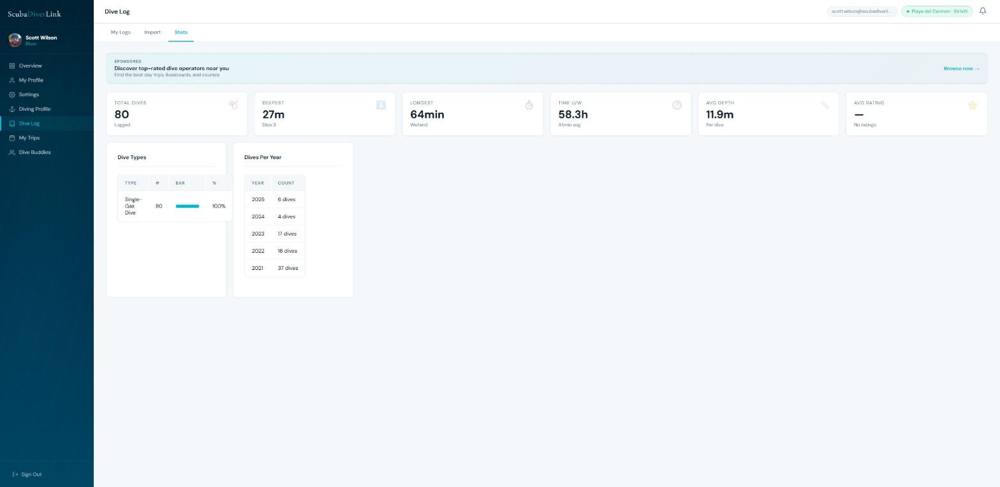 ScubaDiverLink
Dive Log
scott.wilson@scubadiverli...
Playa del Carmen · 2d left
Scott Wilson
Diver
My Logs
Import
Stats
Overview
My Profile
Settings
Diving Profile
Dive Log
My Trips
Dive Buddies
Sign Out
SPONSORED
Discover top-rated dive operators near you
Find the best day trips, liveaboards, and courses
Browse now →
TOTAL DIVES
80
Logged
DEEPEST
27m
Dive 3
LONGEST
64min
Welland
TIME U/W
58.3h
44min avg
AVG DEPTH
11.9m
Per dive
AVG RATING
—
No ratings
Dive Types
TYPE # BAR %
Single-
Gas
Dive
80
100%
Dives Per Year
YEAR COUNT
2025 6 dives
2024 4 dives
2023 17 dives
2022 16 dives
2021 37 dives